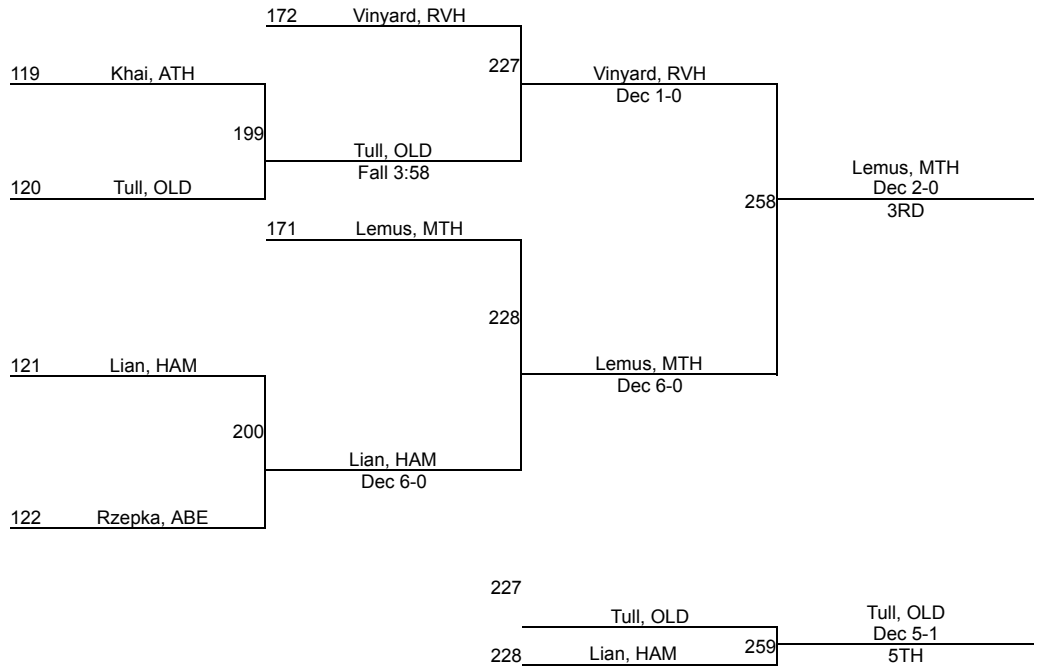 172 Vinyard, RVH
119 Khai, ATH
227
Vinyard, RVH
Dec 1-0
199
Tull, OLD
Fall 3:58
120 Tull, OLD
Lemus, MTH
Dec 2-0
3RD
258
171 Lemus, MTH
228
121 Lian, HAM
Lemus, MTH
Dec 6-0
200
Lian, HAM
Dec 6-0
122 Rzepka, ABE
227
Tull, OLD
Tull, OLD
Dec 5-1
5TH
259
228 Lian, HAM